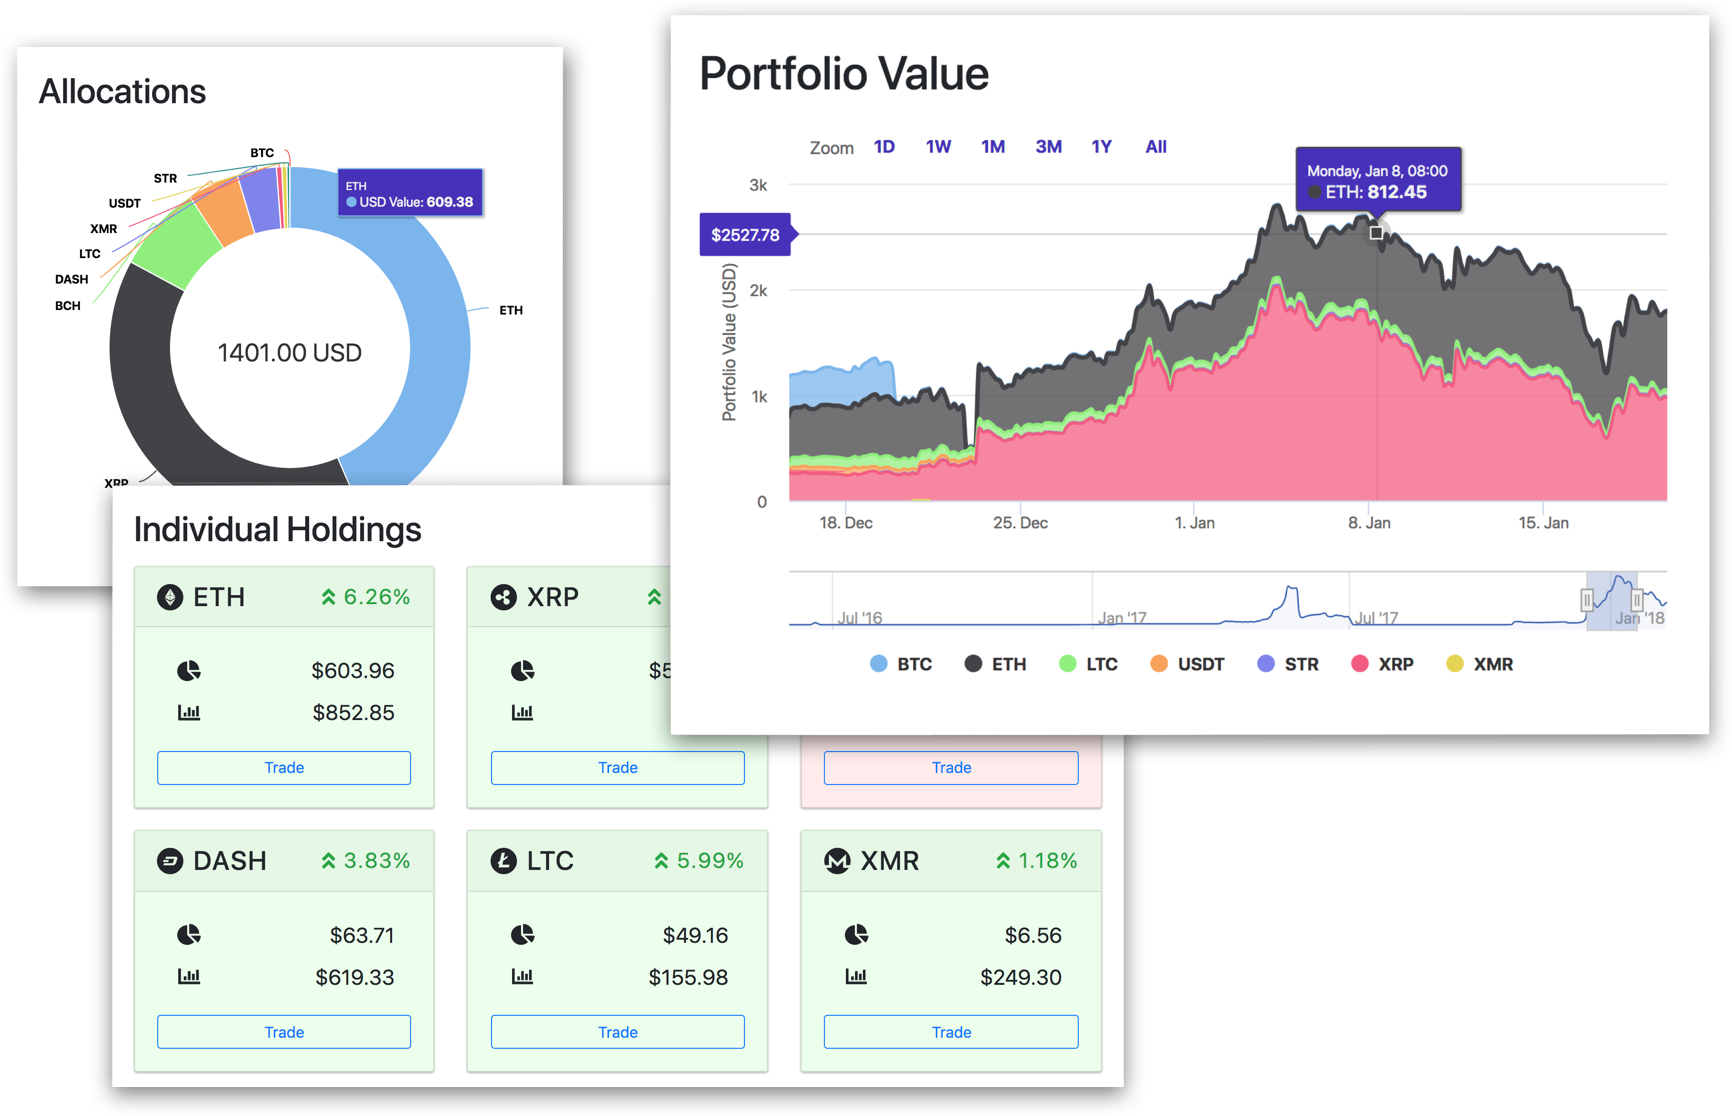 Allocations
BTC
STR
USDT
XMR
LTC
DASH
BCH
ETH
USD Value: 609.38
ETH
1401.00 USD
XRP
Portfolio Value
Zoom 1D 1W 1M 3M 1Y All
Monday, Jan 8, 08:00
ETH: 812.45
$2527.78
Portfolio Value (USD)
3k
2k
1k
0
18. Dec 25. Dec 1. Jan 8. Jan 15. Jan
Jul '16 Jan '17 Jul '17 Jan '18
BTC ETH LTC USDT STR XRP XMR
Individual Holdings
ETH 6.26%
$603.96
$852.85
Trade
XRP
$5
Trade
Trade
DASH 3.83%
$63.71
$619.33
Trade
LTC 5.99%
$49.16
$155.98
Trade
XMR 1.18%
$6.56
$249.30
Trade